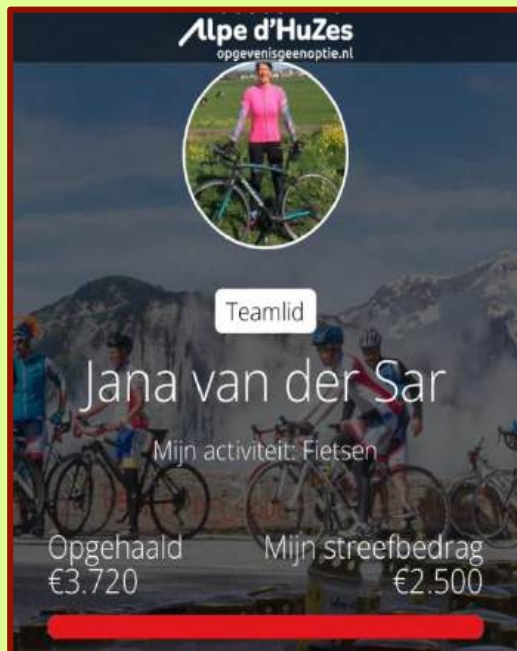 Alpe d'HuZes
opgevenisgeenoptie.nl
Teamlid
Jana van der Sar
Mijn activiteit: Fietsen
Opgehaald
€3.720
Mijn streefbedrag
€2.500